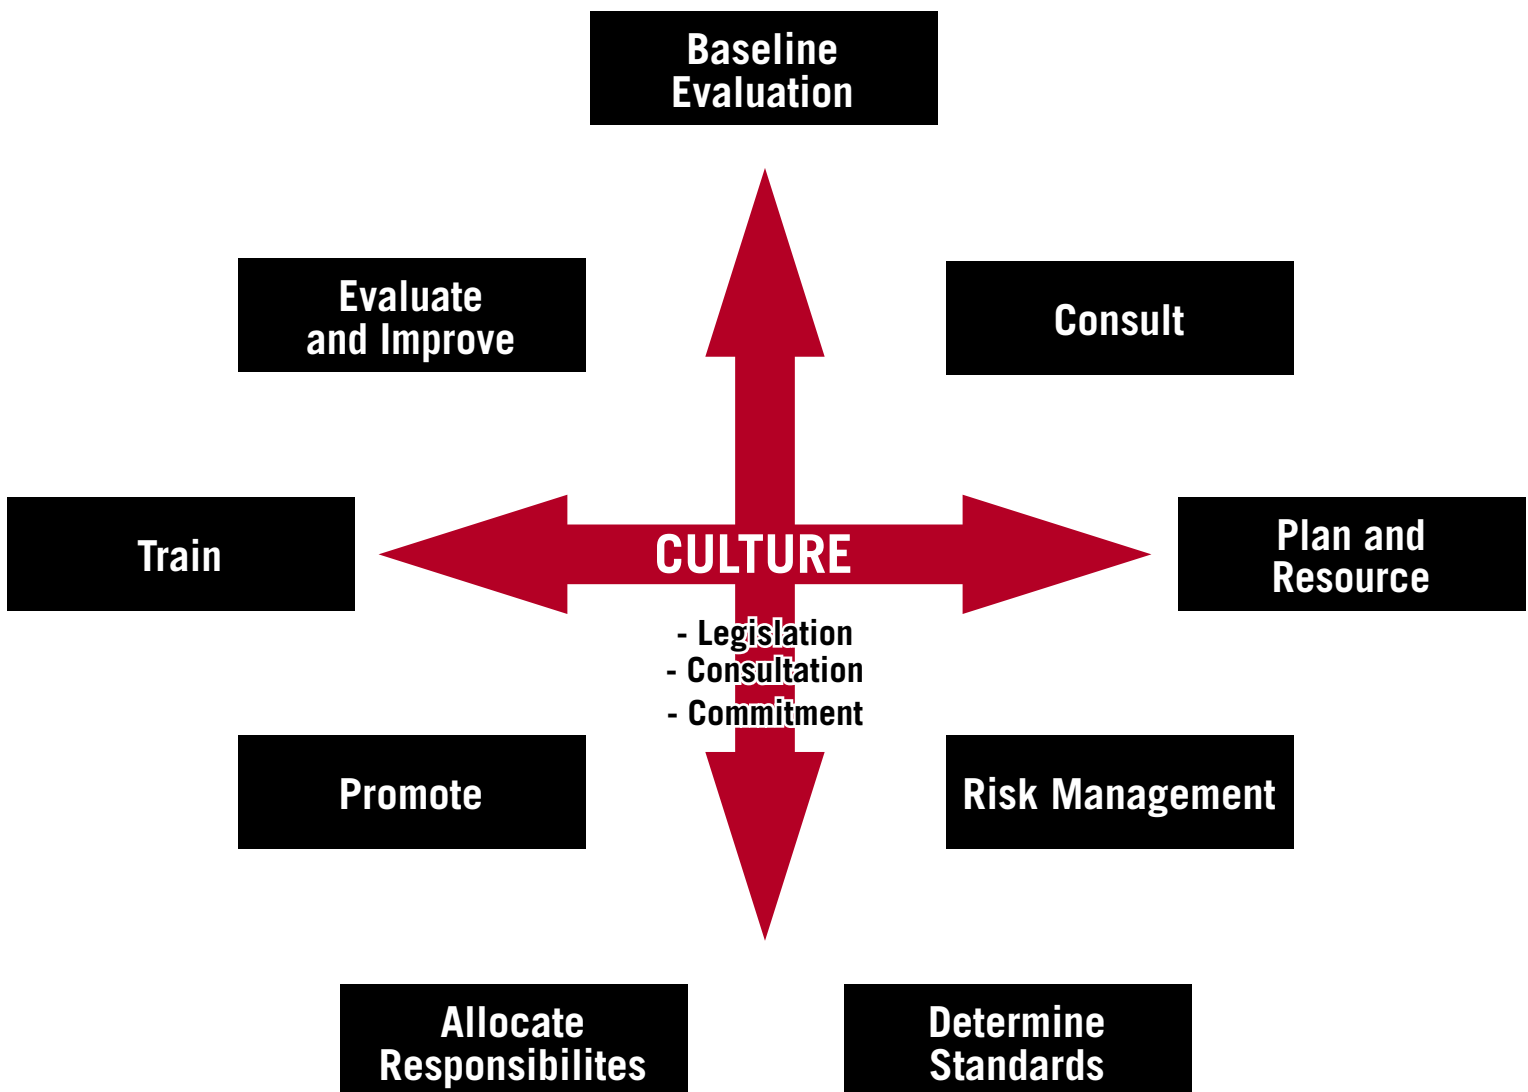 Baseline
Evaluation
Evaluate
and Improve
Consult
Train
CULTURE
Plan and
Resource
- Legislation
- Consultation
- Commitment
Promote
Risk Management
Allocate
Responsibilites
Determine
Standards